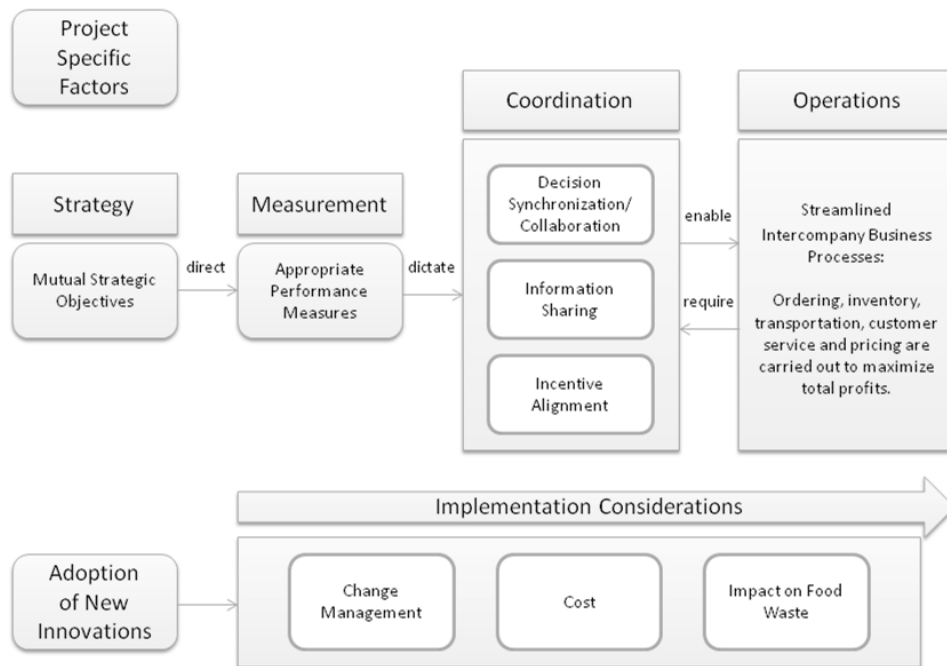 Project
Specific
Factors
Coordination
Operations
Strategy
Measurement
Mutual Strategic
Objectives
direct
Appropriate
Performance
Measures
dictate
Decision
Synchronization/
Collaboration
Information
Sharing
Incentive
Alignment
enable
require
Streamlined
Intercompany Business
Processes:
Ordering, inventory,
transportation, customer
service and pricing are
carried out to maximize
total profits.
Implementation Considerations
Adoption
of New
Innovations
Change
Management
Cost
Impact on Food
Waste